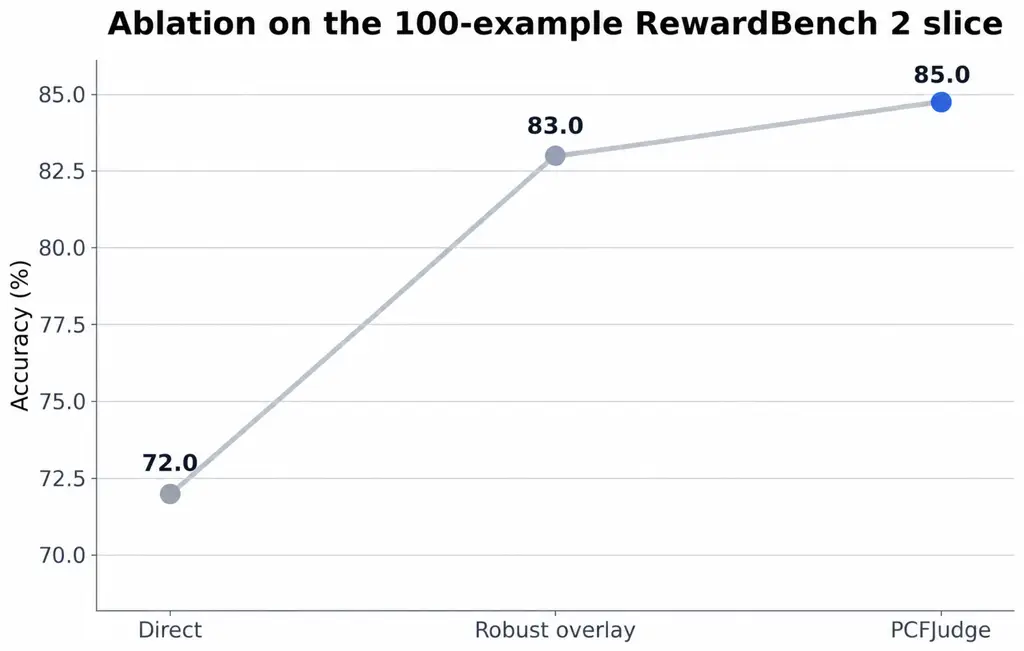 Ablation on the 100-example RewardBench 2 slice
85.0
85.0
83.0
82.5
80.0
Accuracy (%)
77.5
75.0
72.0
72.5
70.0
Direct
Robust overlay
PCFJudge